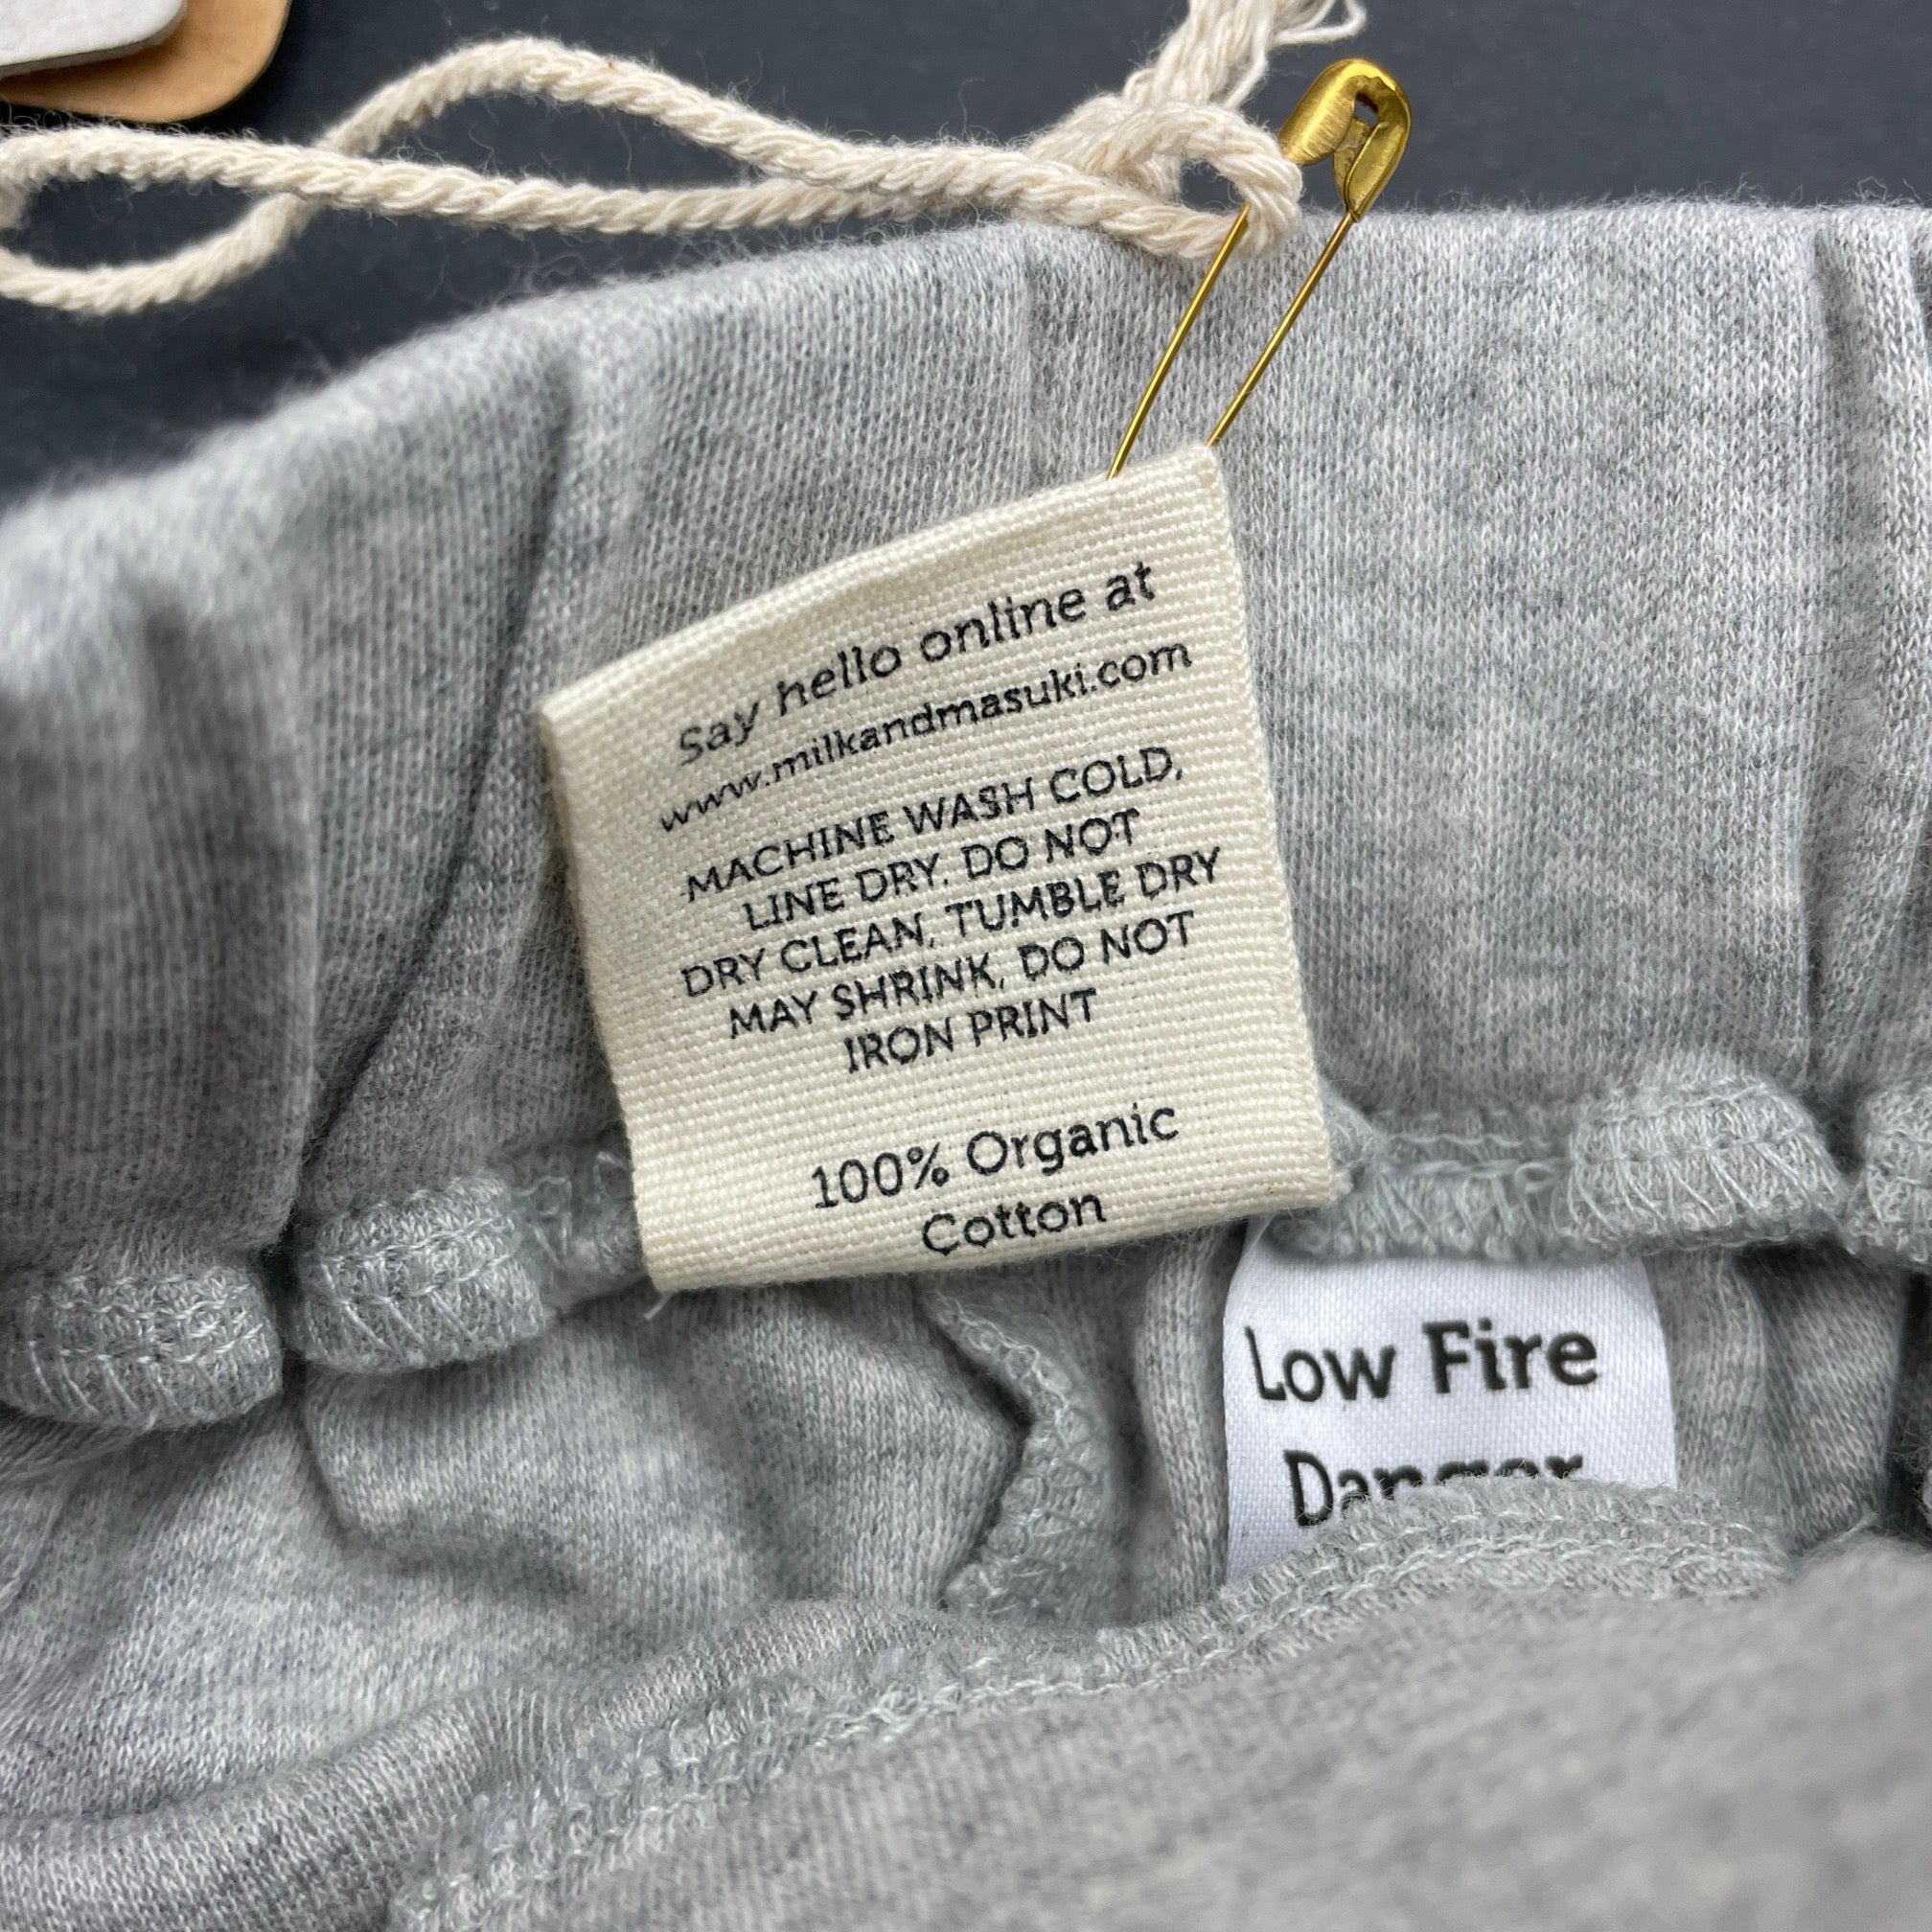 Say hello online at
www.milkandmasuki.com
MACHINE WASH COLD,
LINE DRY. DO NOT
DRY CLEAN, TUMBLE DRY
MAY SHRINK, DO NOT
IRON PRINT
100% Organic
Cotton
Low Fire
Danger